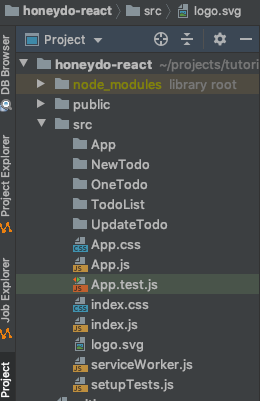 honeydo-react
src
logo.svg
Project
honeydo-react ~/projects/tutori
node_modules library root
public
src
App
NewTodo
OneTodo
TodoList
UpdateTodo
App.css
App.js
App.test.js
index.css
index.js
logo.svg
serviceWorker.js
setupTests.js
DB Browser
Project Explorer
Job Explorer
Project